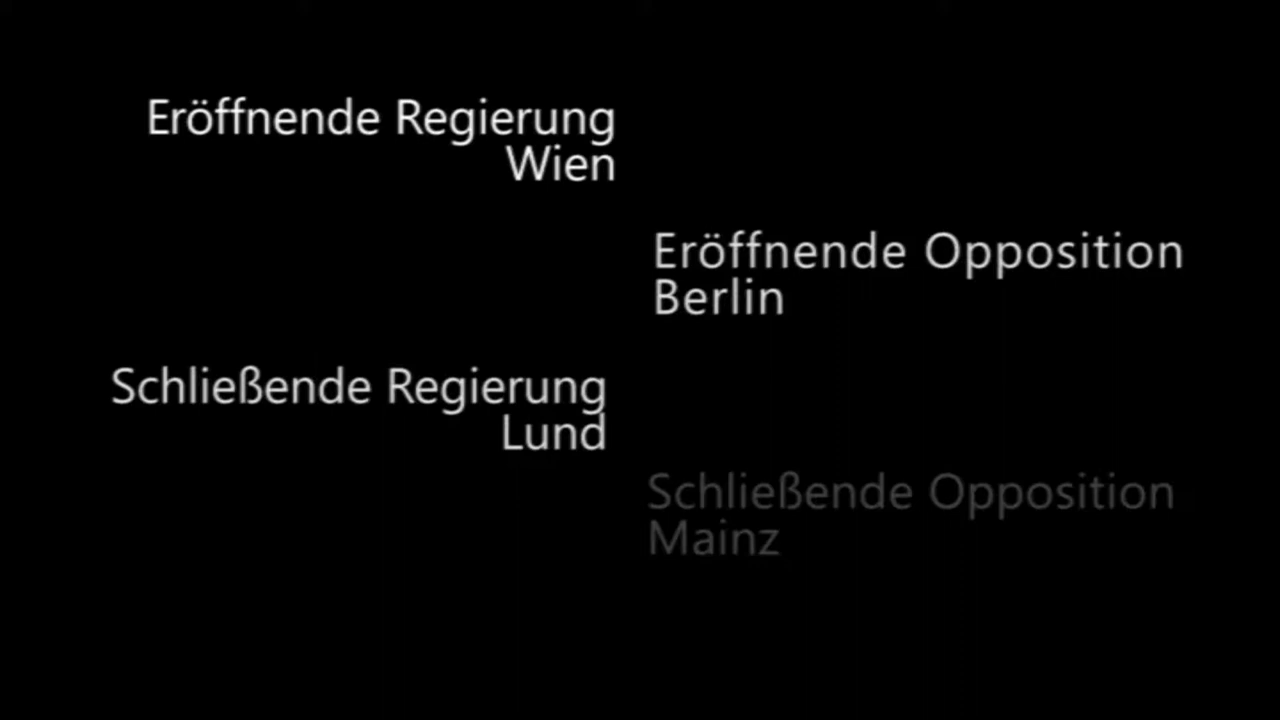 Eröffnende Regierung
Wien
Eröffnende Opposition
Berlin
Schließende Regierung
Lund
Schließende Opposition
Mainz